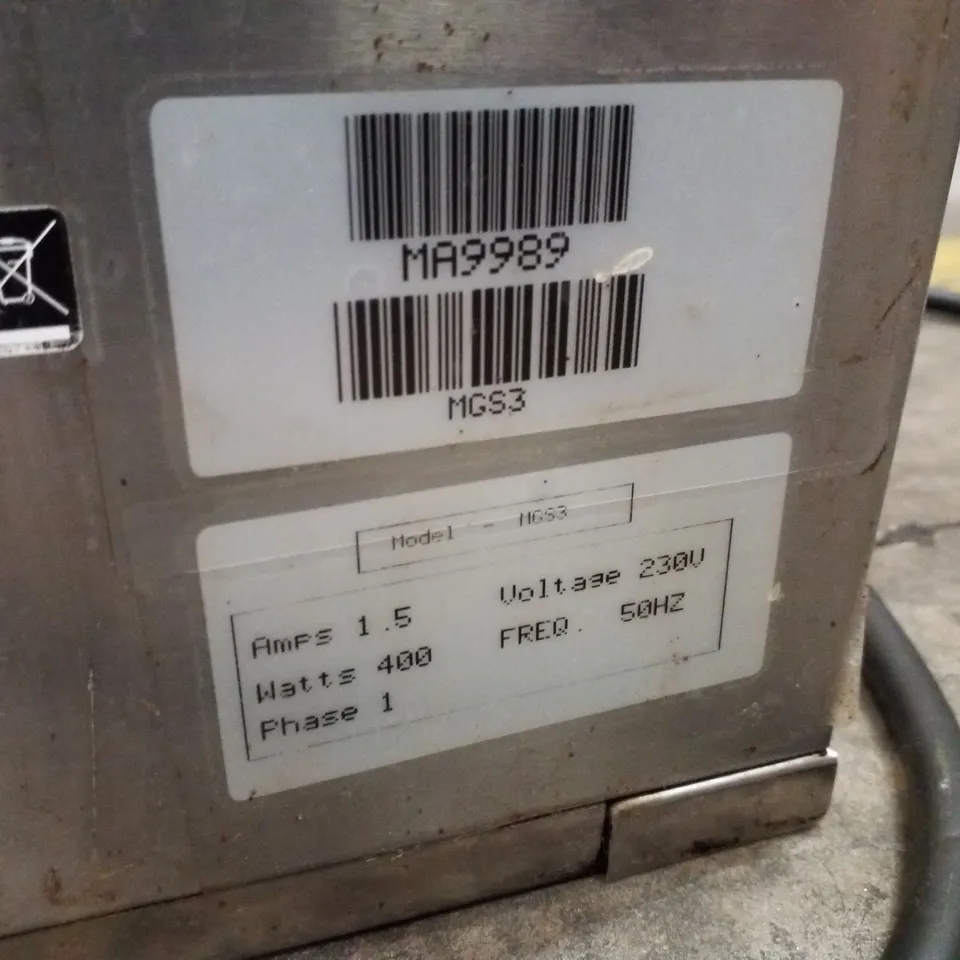 MA9989
MGS3
Model - MGS3
Amps 1.5 Voltage 230V
Watts 400 FREQ. 50HZ
Phase 1